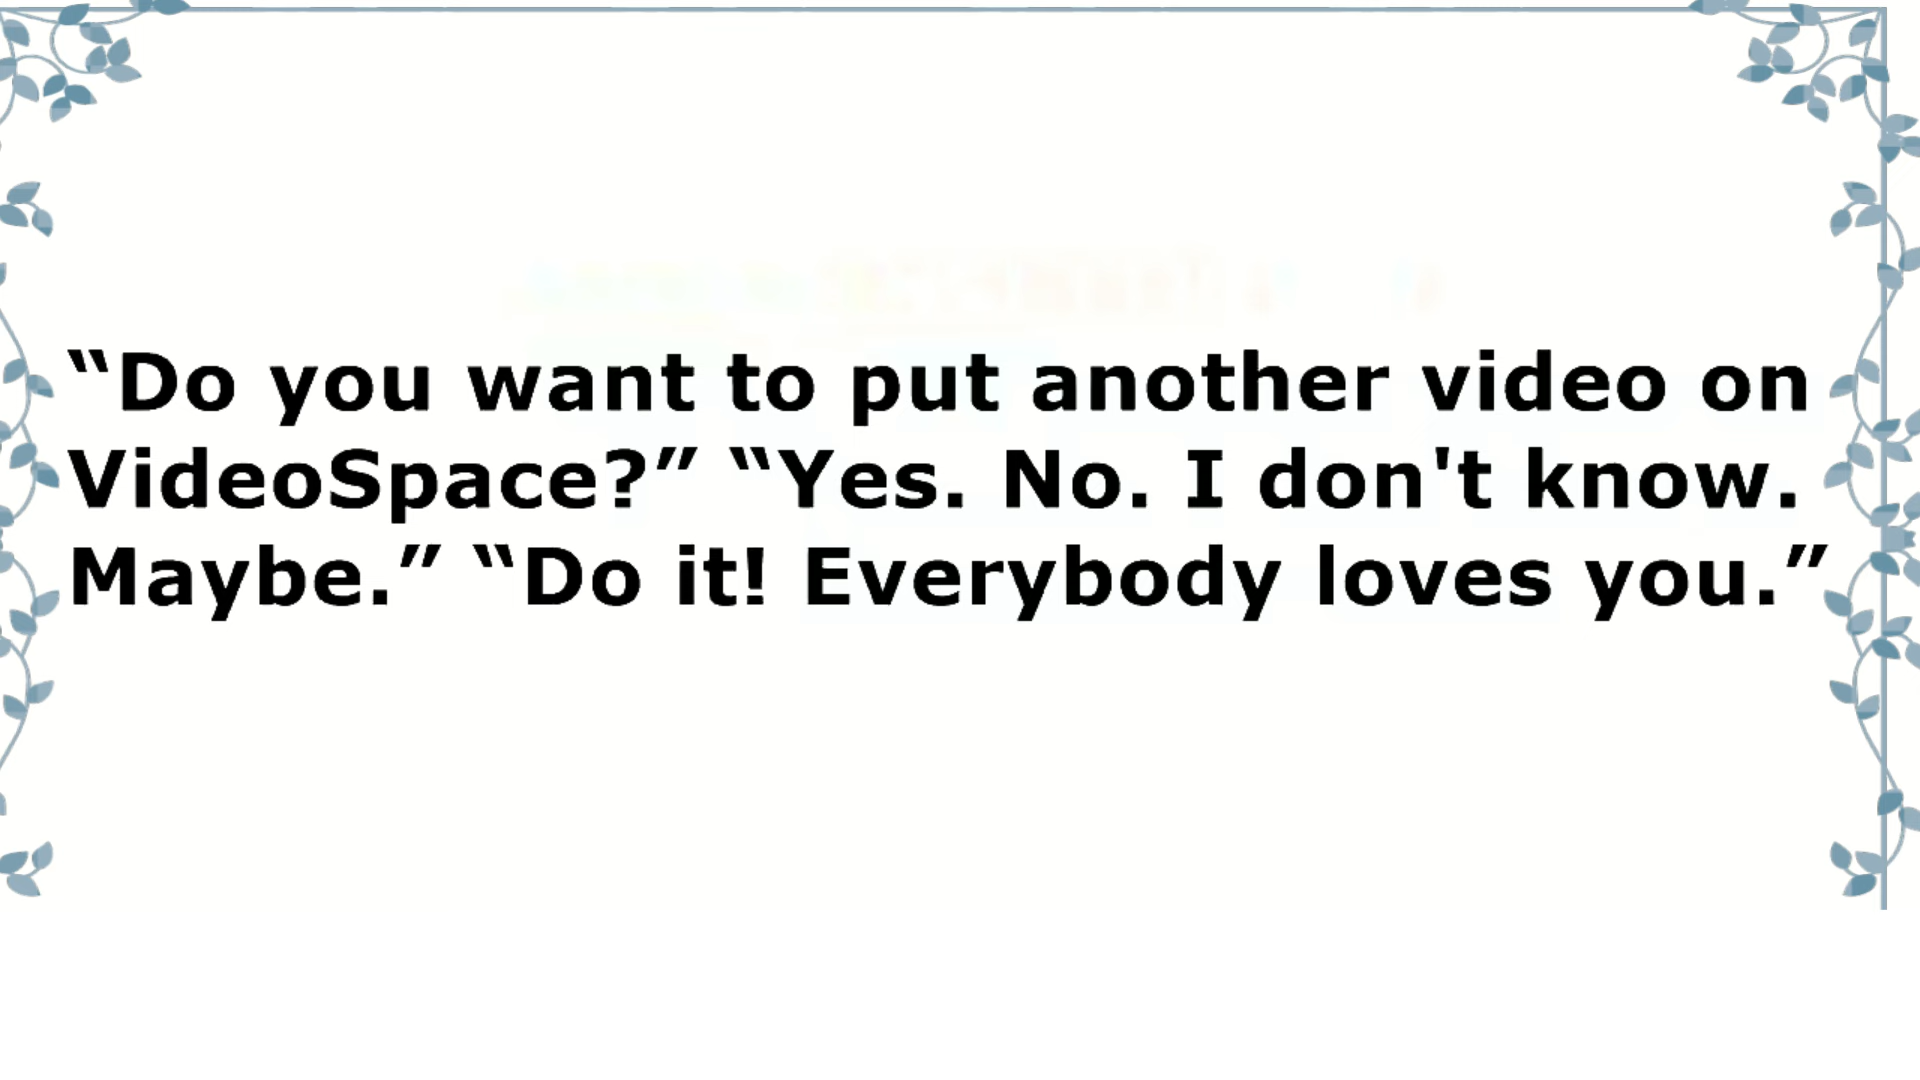 “Do you want to put another video on
VideoSpace?” “Yes. No. I don't know.
Maybe.” “Do it! Everybody loves you.”